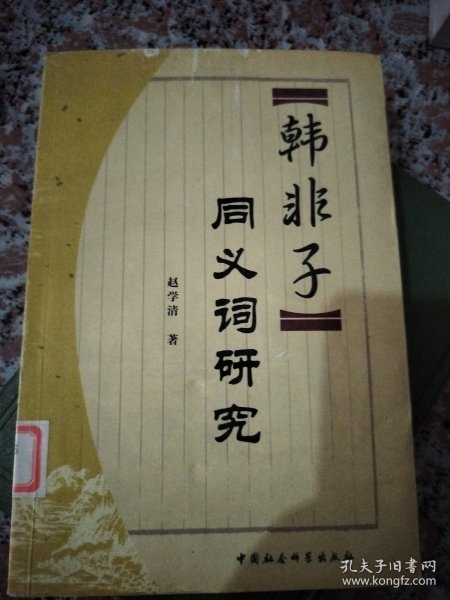 【韩非子】
同义词研究
赵学清 著
中国社会科学出版社
孔夫子旧书网
www.kongfz.com